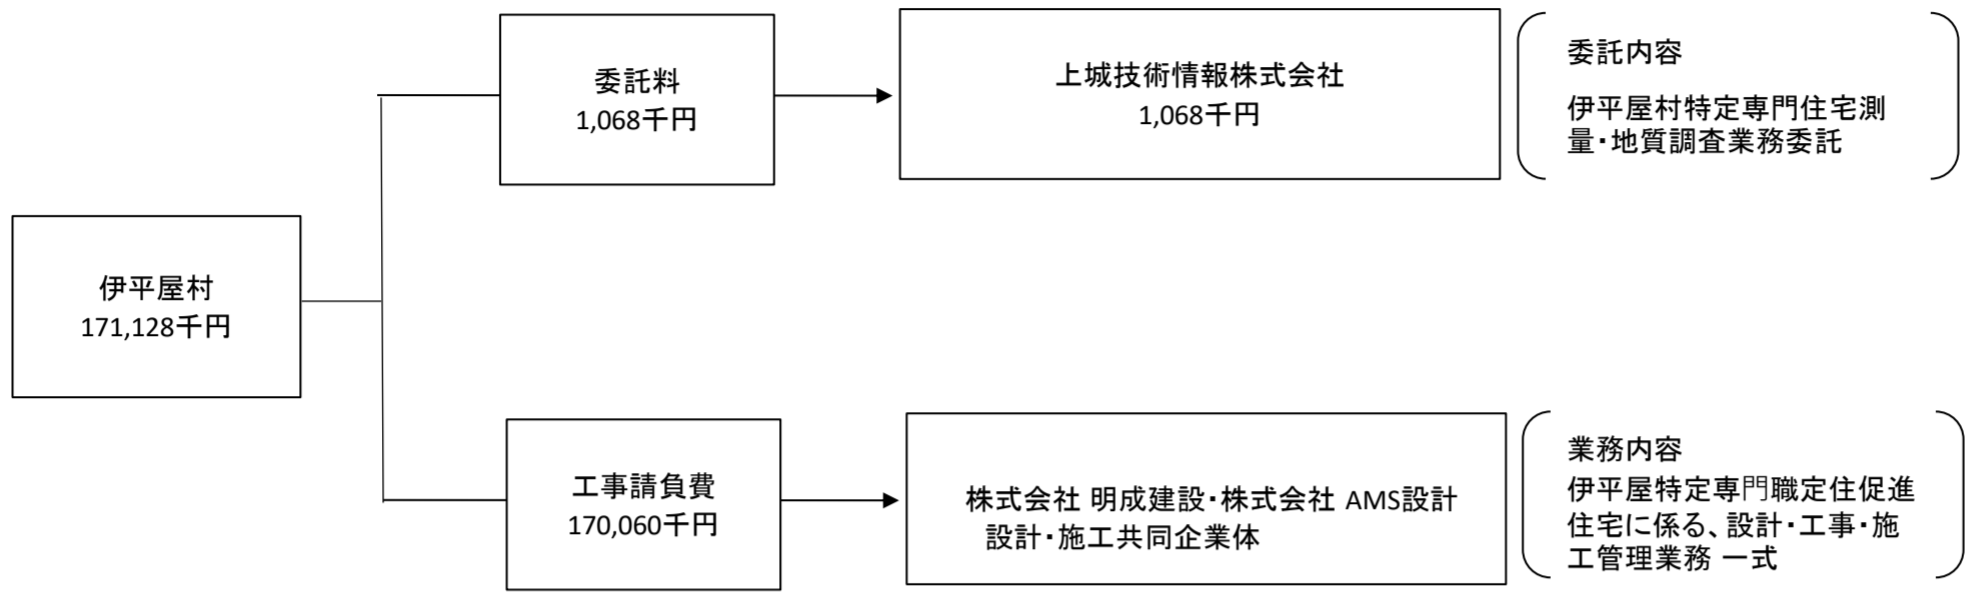 委託料
1,068千円
上城技術情報株式会社
1,068千円
委託内容
伊平屋村特定専門住宅測
量・地質調査業務委託
伊平屋村
171,128千円
工事請負費
170,060千円
株式会社 明成建設・株式会社 AMS設計
設計・施工共同企業体
業務内容
伊平屋特定専門職定住促進
住宅に係る、設計・工事・施
工管理業務 一式